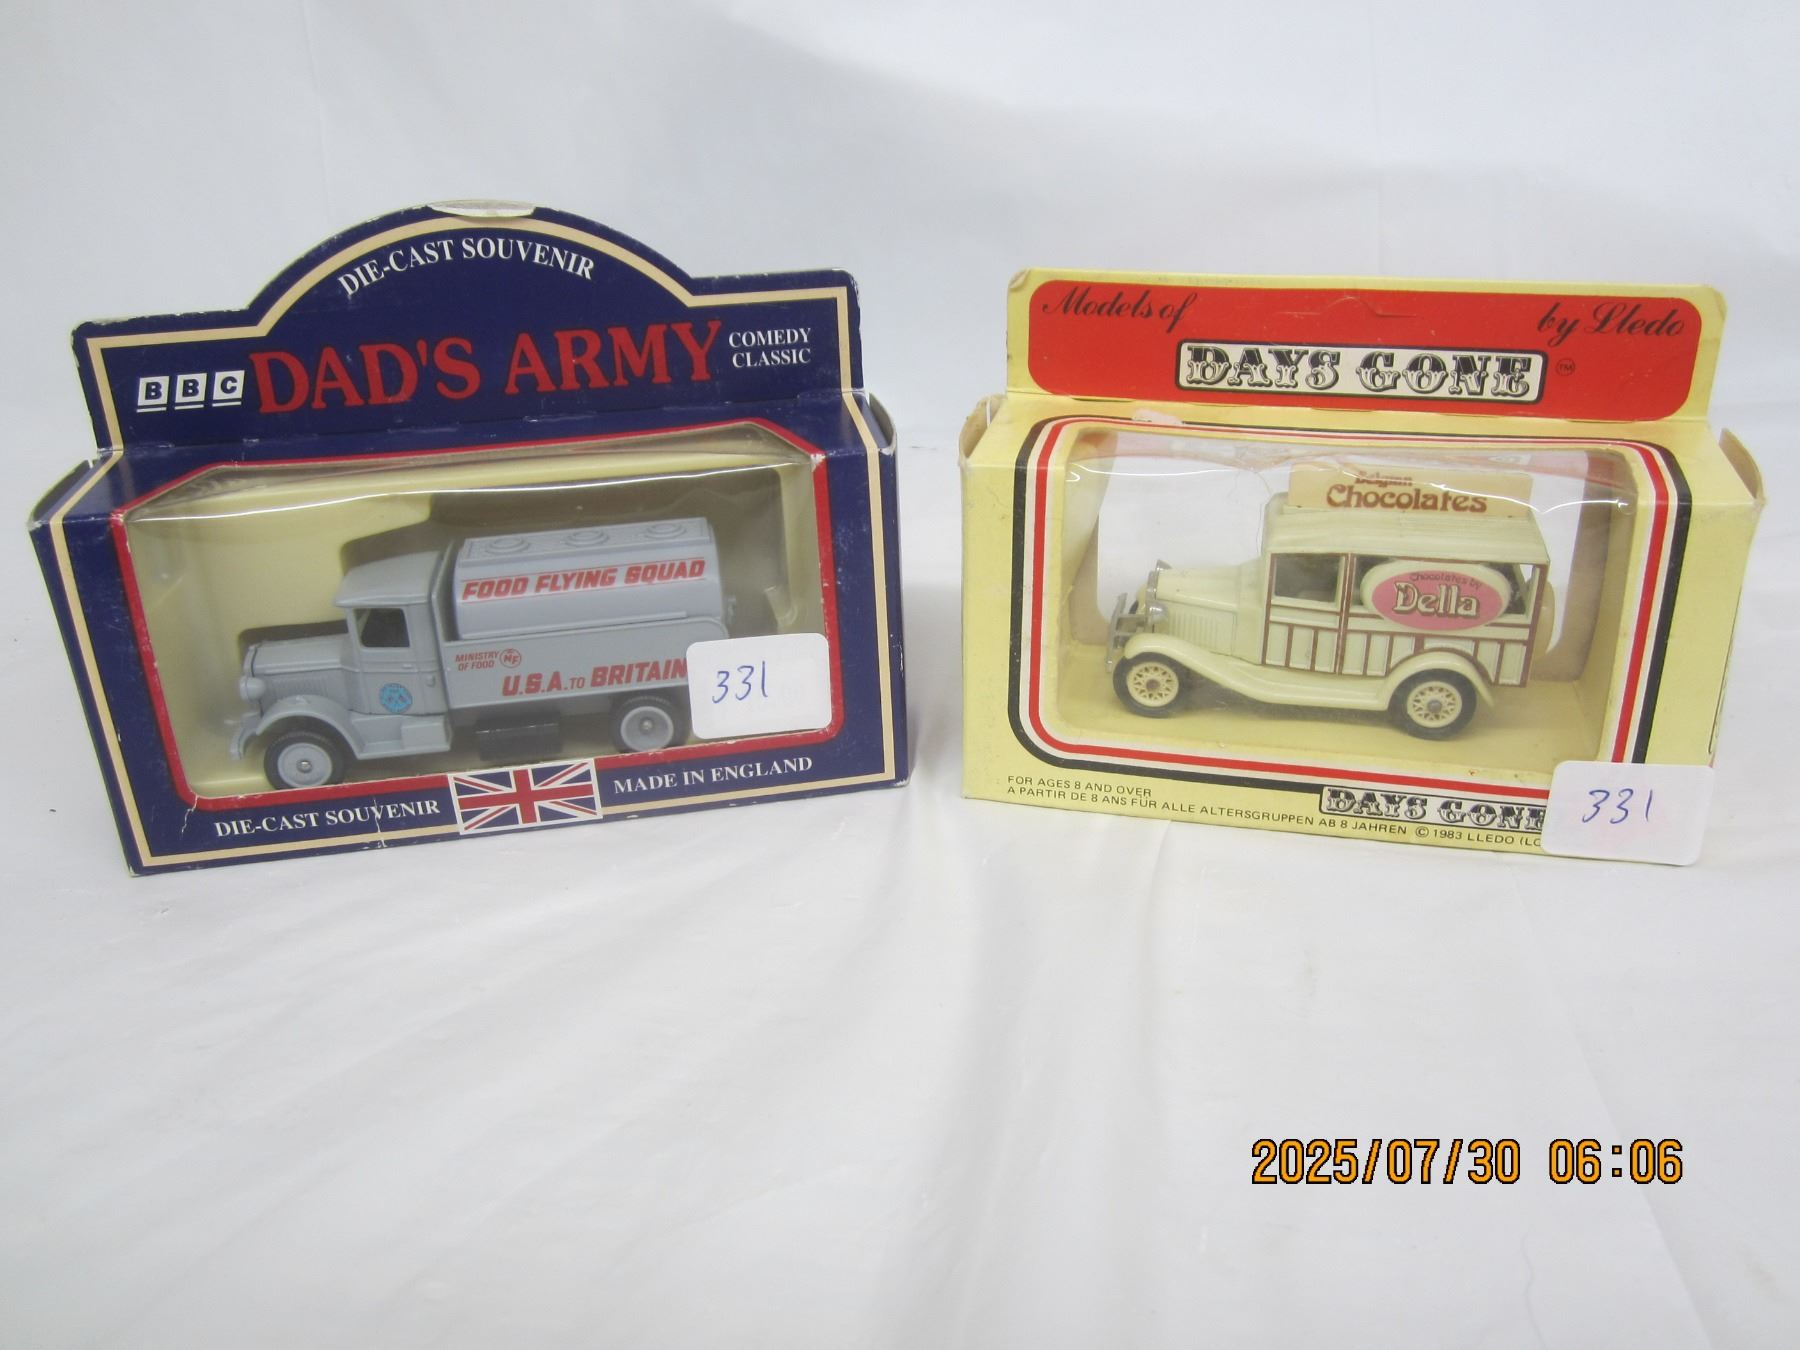 DIE-CAST SOUVENIR
BBC DAD'S ARMY COMEDY CLASSIC
FOOD FLYING SQUAD
MINISTRY OF FOOD MF
U.S.A. TO BRITAIN
331
DIE-CAST SOUVENIR MADE IN ENGLAND
Models of by Lledo
DAYS GONE ™
Belgian
Chocolates
Chocolates by
Della
FOR AGES 8 AND OVER
A PARTIR DE 8 ANS FÜR ALLE ALTERSGRUPPEN AB 8 JAHREN © 1983 LLEDO
DAYS GONE
331
2025/07/30 06:06